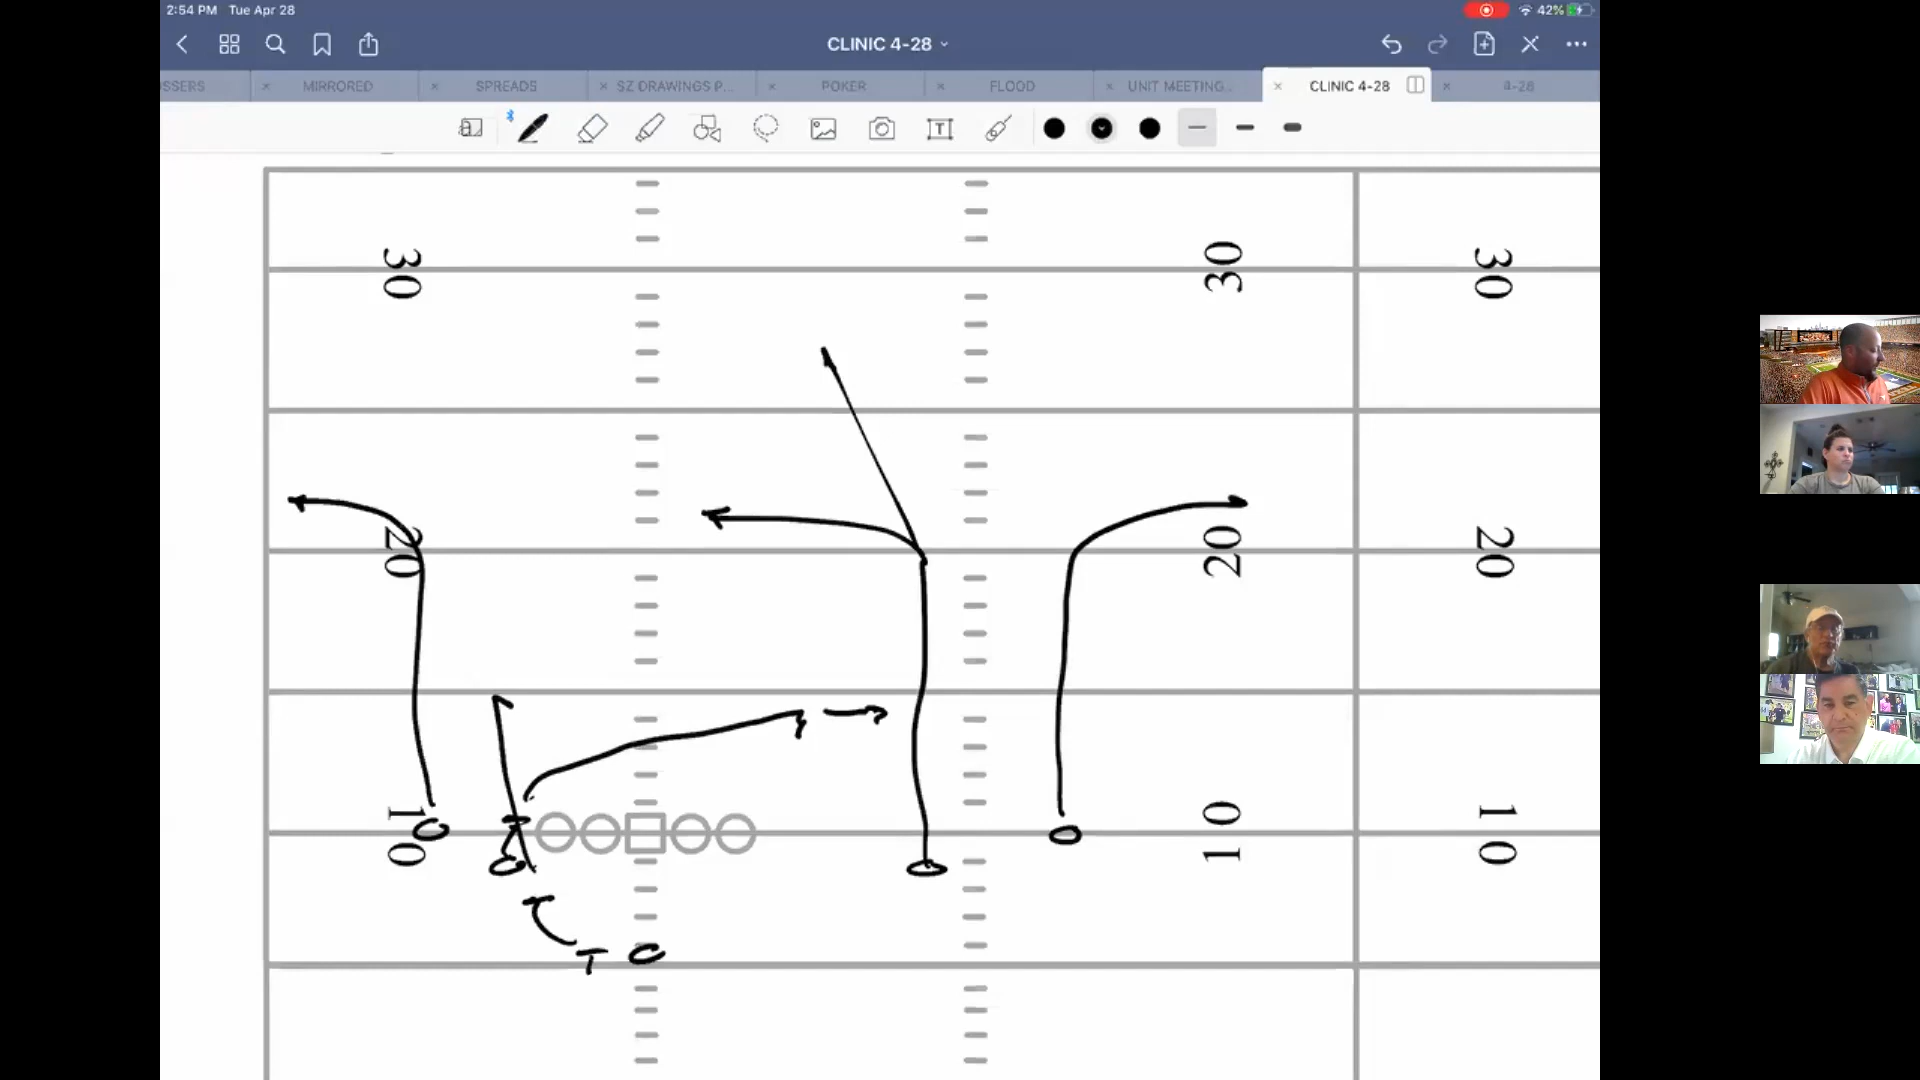 2:54 PM Tue Apr 28
42%
CLINIC 4-28
SSERS
MIRRORED
SPREADS
SZ DRAWINGS P...
POKER
FLOOD
UNIT MEETING...
CLINIC 4-28
4-28
a
T
30
30
30
20
20
20
10
10
10
T